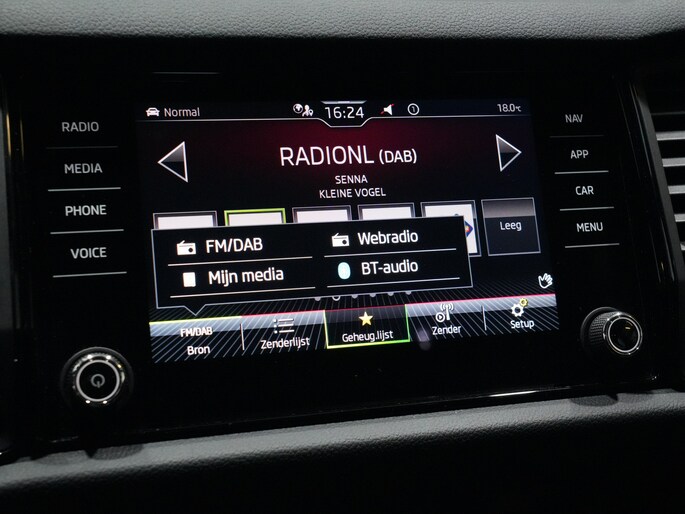 RADIO
MEDIA
PHONE
VOICE
Normal
16:24
1
18.0°C
RADIONL (DAB)
SENNA
KLEINE VOGEL
Leeg
FM/DAB
Webradio
Mijn media
BT-audio
FM/DAB
Bron
Zenderlijst
Geheug.lijst
Zender
Setup
NAV
APP
CAR
MENU